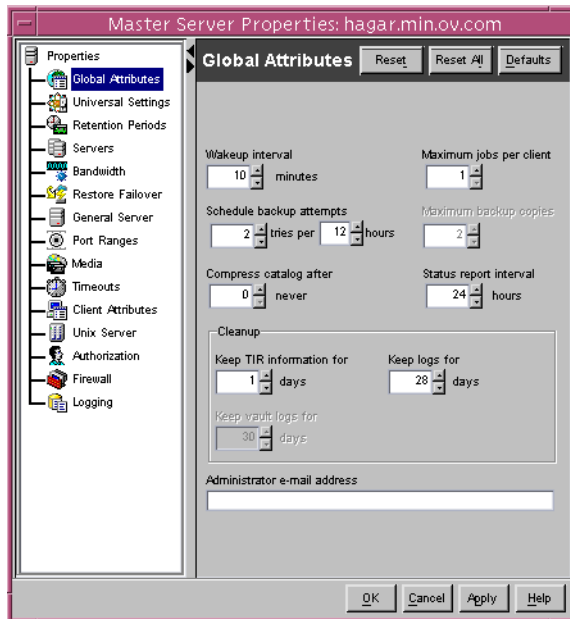 Master Server Properties: hagar.min.ov.com
Properties
Global Attributes
Universal Settings
Retention Periods
Servers
Bandwidth
Restore Failover
General Server
Port Ranges
Media
Timeouts
Client Attributes
Unix Server
Authorization
Firewall
Logging
Global Attributes Reset Reset All Defaults
Wakeup interval Maximum jobs per client
10 minutes 1
Schedule backup attempts Maximum backup copies
2 tries per 12 hours 2
Compress catalog after Status report interval
0 never 24 hours
Cleanup
Keep TIR information for Keep logs for
1 days 28 days
Keep vault logs for
30 days
Administrator e-mail address
OK Cancel Apply Help